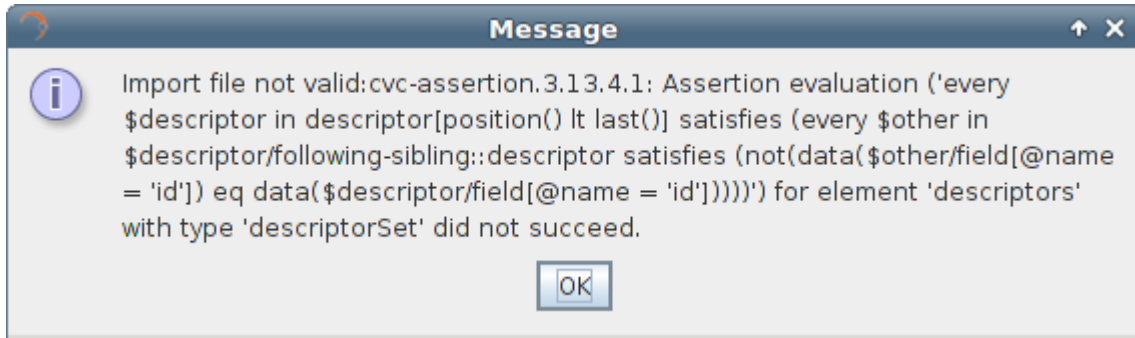 Message
Import file not valid:cvc-assertion.3.13.4.1: Assertion evaluation ('every
$descriptor in descriptor[position() lt last()] satisfies (every $other in
$descriptor/following-sibling::descriptor satisfies (not(data($other/field[@name
= 'id']) eq data($descriptor/field[@name = 'id']))))') for element 'descriptors'
with type 'descriptorSet' did not succeed.
OK